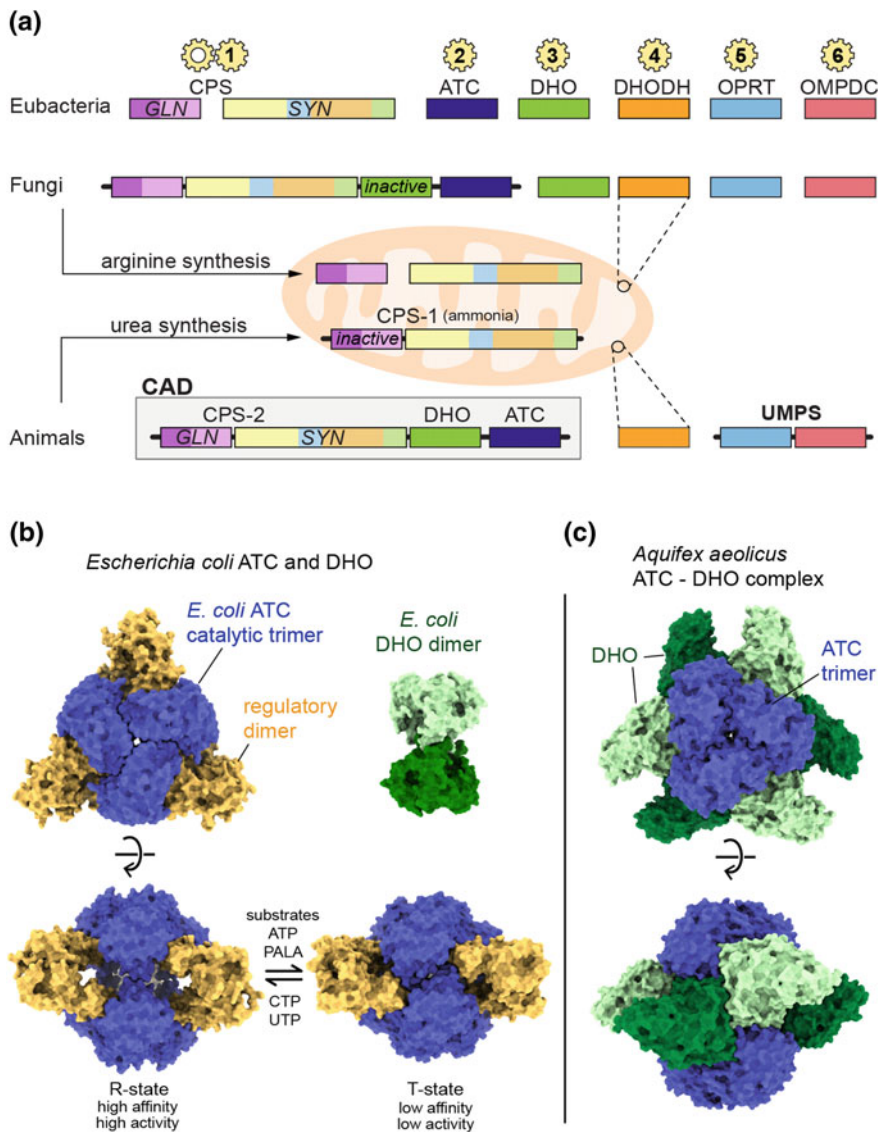 (a)
1 2 3 4 5 6
CPS ATC DHO DHODH OPRT OMPDC
Eubacteria GLN SYN
Fungi inactive
arginine synthesis
CPS-1 (ammonia)
urea synthesis
inactive
CAD
CPS-2 DHO ATC UMPS
Animals GLN SYN
(b)
Escherichia coli ATC and DHO
E. coli ATC
catalytic trimer
regulatory
dimer
E. coli
DHO dimer
substrates
ATP
PALA
CTP
UTP
R-state
high affinity
high activity
T-state
low affinity
low activity
(c)
Aquifex aeolicus
ATC - DHO complex
DHO
ATC
trimer